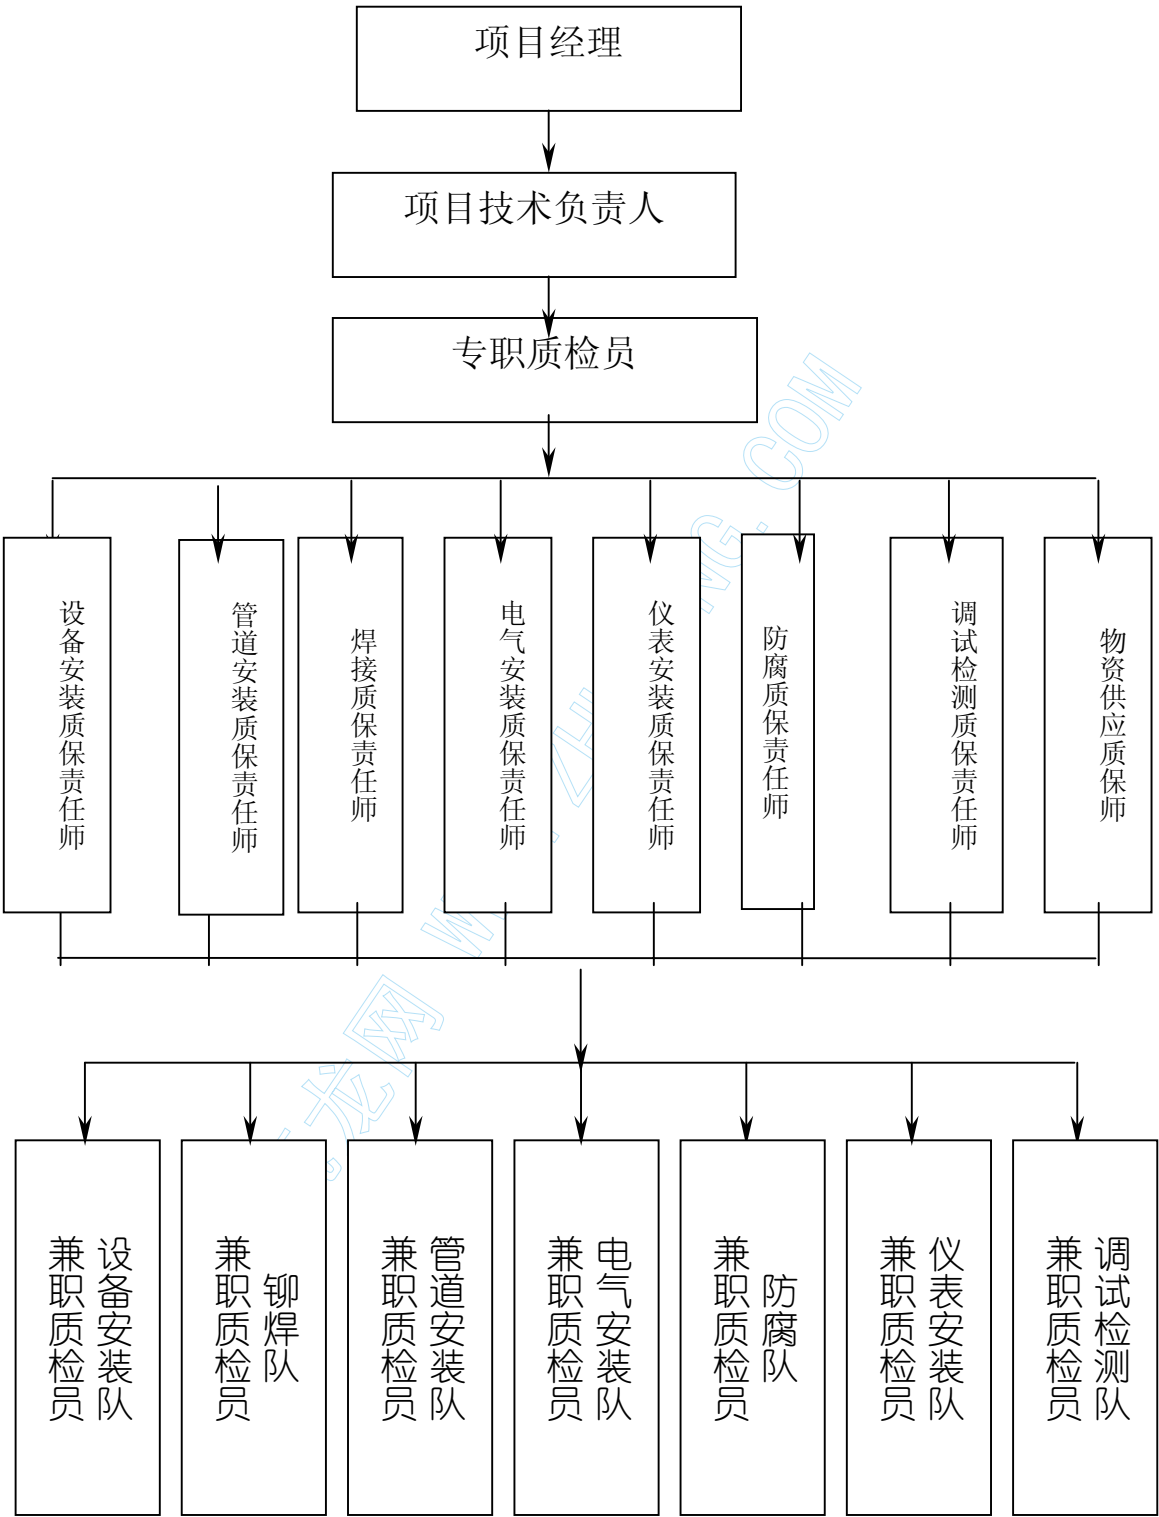 项目经理
项目技术负责人
专职质检员
设备安装质保责任师
管道安装质保责任师
焊接质保责任师
电气安装质保责任师
仪表安装质保责任师
防腐质保责任师
调试检测质保责任师
物资供应质保师
设备安装队
兼职质检员
铆焊队
兼职质检员
管道安装队
兼职质检员
电气安装队
兼职质检员
防腐队
兼职质检员
仪表安装队
兼职质检员
调试检测队
兼职质检员
龙网